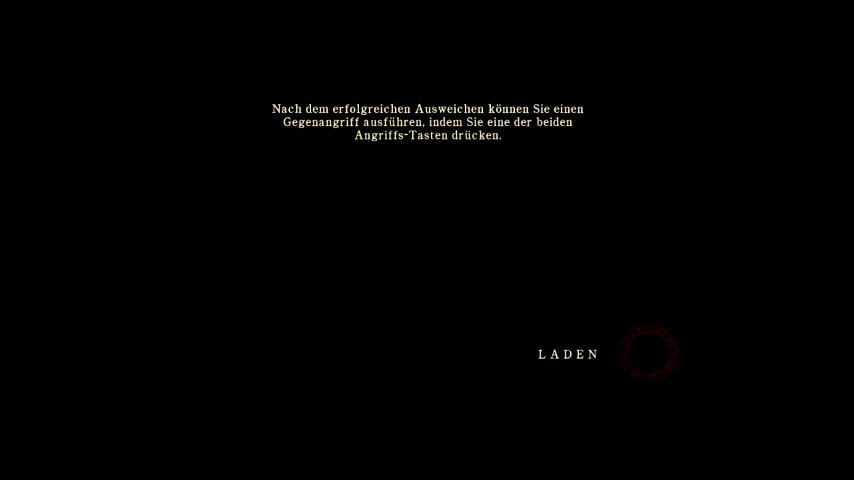 Nach dem erfolgreichen Ausweichen können Sie einen
Gegenangriff ausführen, indem Sie eine der beiden
Angriffs-Tasten drücken.
LADEN